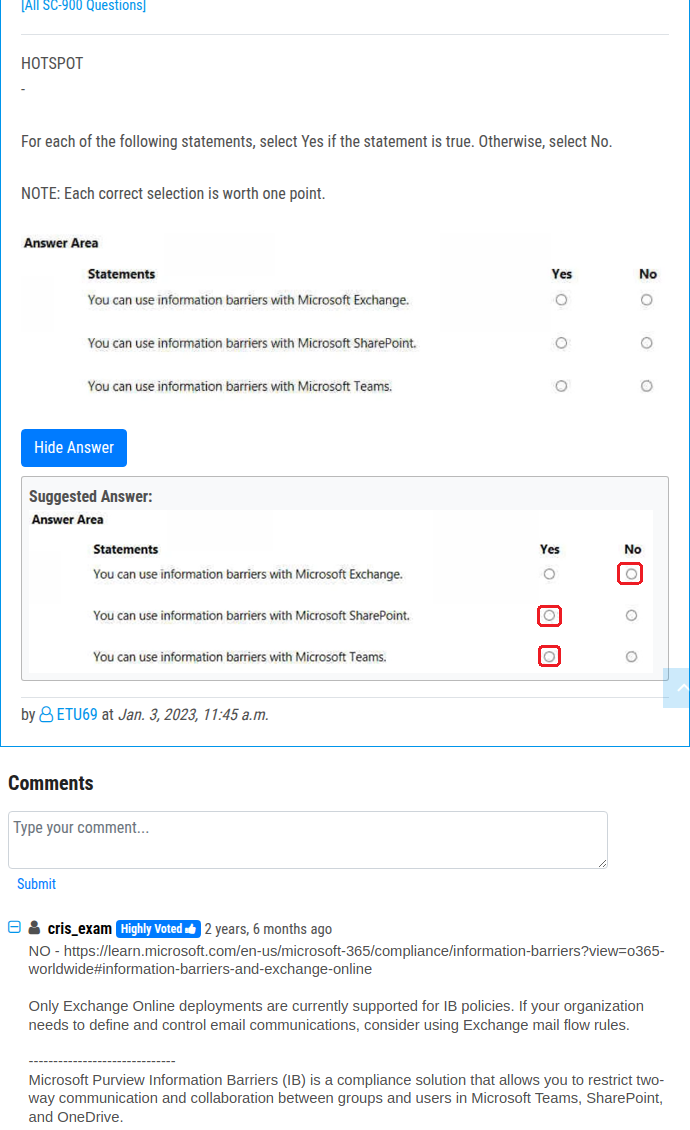 [All SC-900 Questions]
HOTSPOT
-
For each of the following statements, select Yes if the statement is true. Otherwise, select No.
NOTE: Each correct selection is worth one point.
Answer Area
Statements Yes No
You can use information barriers with Microsoft Exchange.
You can use information barriers with Microsoft SharePoint.
You can use information barriers with Microsoft Teams.
Hide Answer
Suggested Answer:
Answer Area
Statements Yes No
You can use information barriers with Microsoft Exchange.
You can use information barriers with Microsoft SharePoint.
You can use information barriers with Microsoft Teams.
by ETU69 at Jan. 3, 2023, 11:45 a.m.
Comments
Type your comment...
Submit
cris_exam Highly Voted 2 years, 6 months ago
NO - https://learn.microsoft.com/en-us/microsoft-365/compliance/information-barriers?view=o365-
worldwide#information-barriers-and-exchange-online
Only Exchange Online deployments are currently supported for IB policies. If your organization
needs to define and control email communications, consider using Exchange mail flow rules.
------------------------------
Microsoft Purview Information Barriers (IB) is a compliance solution that allows you to restrict two-
way communication and collaboration between groups and users in Microsoft Teams, SharePoint,
and OneDrive.